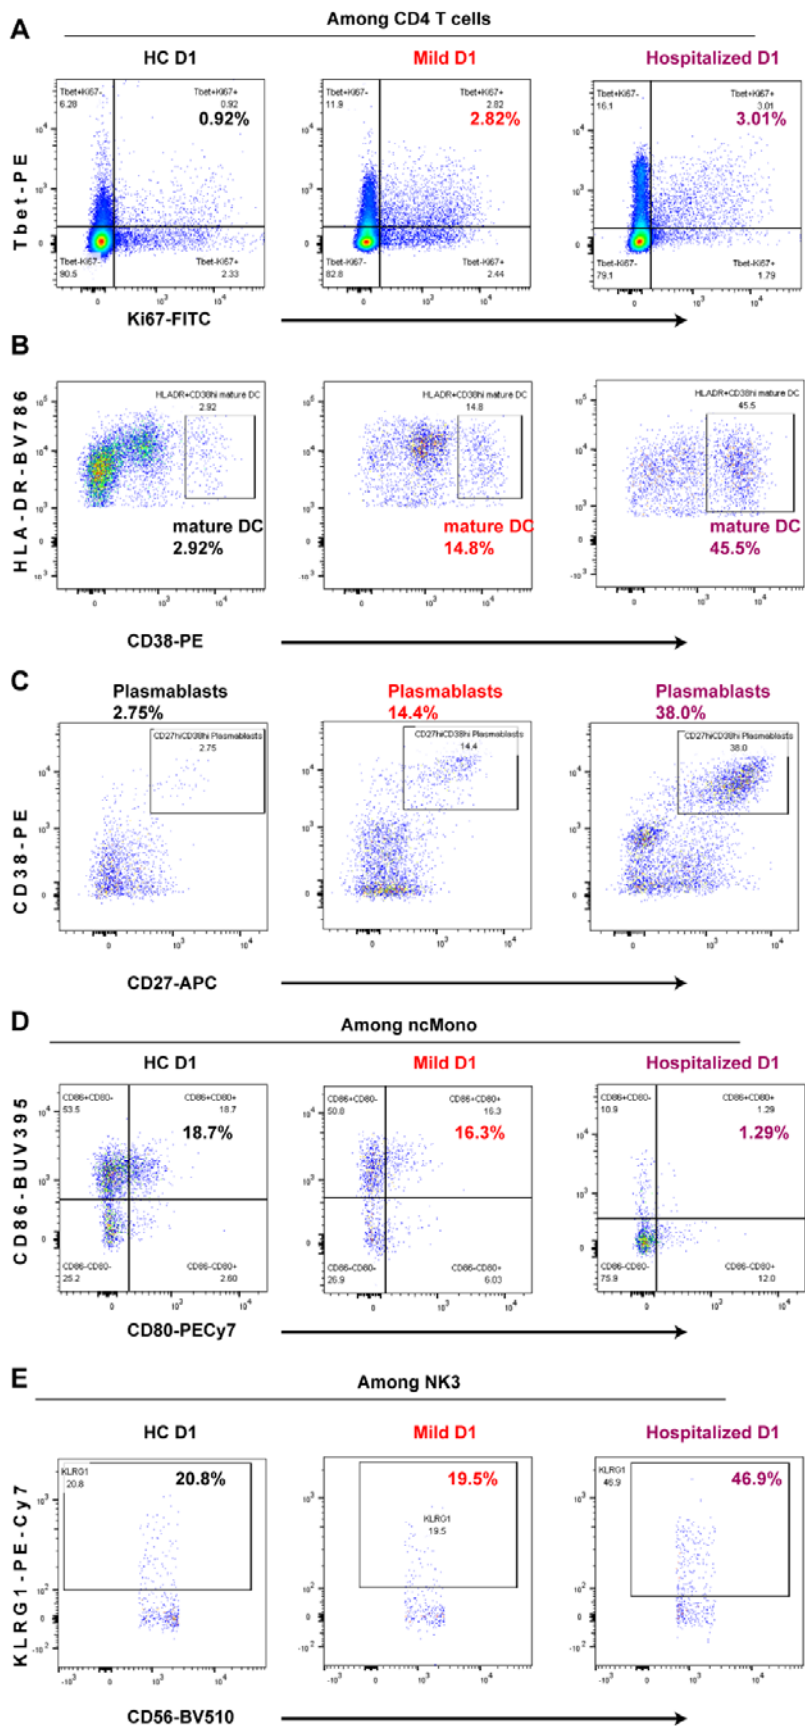 A
Among CD4 T cells
HC D1
Mild D1
Hospitalized D1
Tbet+Ki67-
6.28
Tbet+Ki67+
0.92
0.92%
Tbet-Ki67-
90.5
Tbet-Ki67+
2.33
Tbet+Ki67-
11.9
Tbet+Ki67+
2.82
2.82%
Tbet-Ki67-
82.8
Tbet-Ki67+
2.44
Tbet+Ki67-
16.1
Tbet+Ki67+
3.01
3.01%
Tbet-Ki67-
79.1
Tbet-Ki67+
1.79
Tbet-PE
Ki67-FITC
B
HLADR+CD38hi mature DC
2.92
mature DC
2.92%
HLADR+CD38hi mature DC
14.8
mature DC
14.8%
HLADR+CD38hi mature DC
45.5
mature DC
45.5%
HLA-DR-BV786
CD38-PE
C
Plasmablasts
2.75%
CD27hiCD38hi Plasmablasts
2.75
Plasmablasts
14.4%
CD27hiCD38hi Plasmablasts
14.4
Plasmablasts
38.0%
CD27hiCD38hi Plasmablasts
38.0
CD38-PE
CD27-APC
D
Among ncMono
HC D1
Mild D1
Hospitalized D1
CD86+CD80-
53.5
CD86+CD80+
18.7
18.7%
CD86-CD80-
25.2
CD86-CD80+
2.60
CD86+CD80-
50.8
CD86+CD80+
16.3
16.3%
CD86-CD80-
26.9
CD86-CD80+
6.03
CD86+CD80-
10.9
CD86+CD80+
1.29
1.29%
CD86-CD80-
75.9
CD86-CD80+
12.0
CD86-BUV395
CD80-PECy7
E
Among NK3
HC D1
Mild D1
Hospitalized D1
KLRG1
20.8
20.8%
KLRG1
19.5
19.5%
KLRG1
46.9
46.9%
KLRG1-PE-Cy7
CD56-BV510